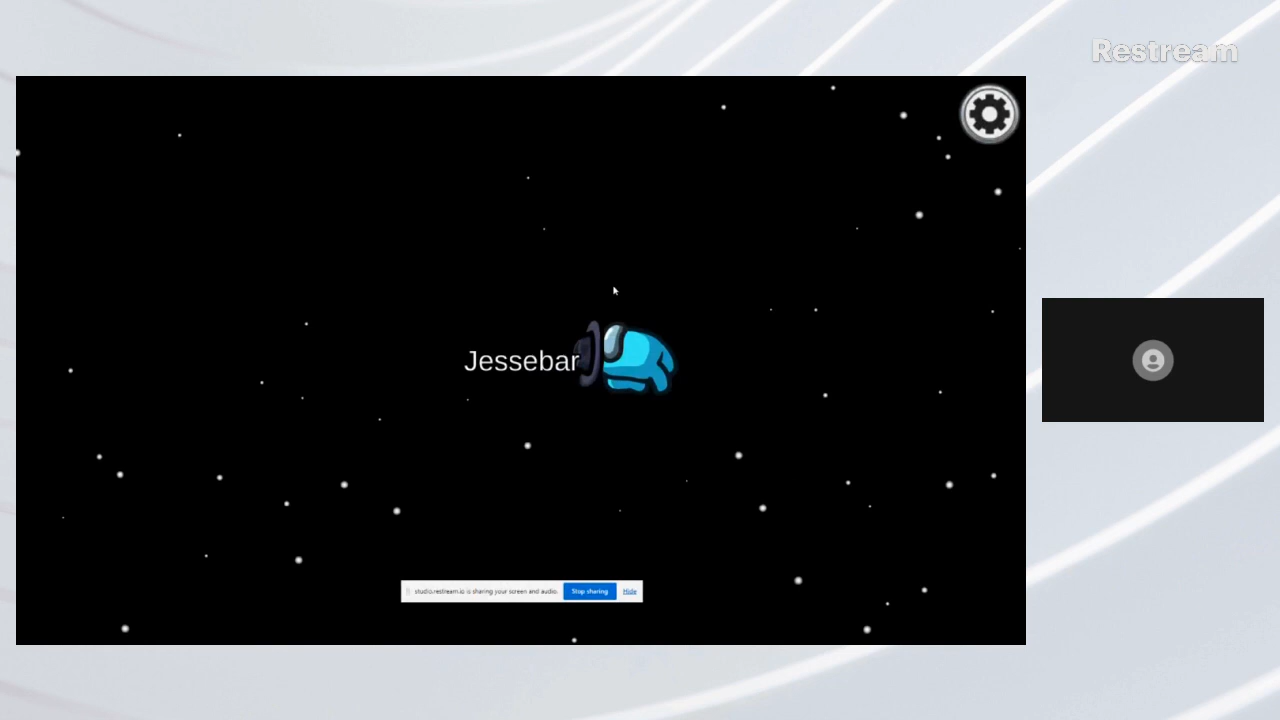 Restream
Jessebar
studio.restream.io is sharing your screen and audio.
Stop sharing
Hide